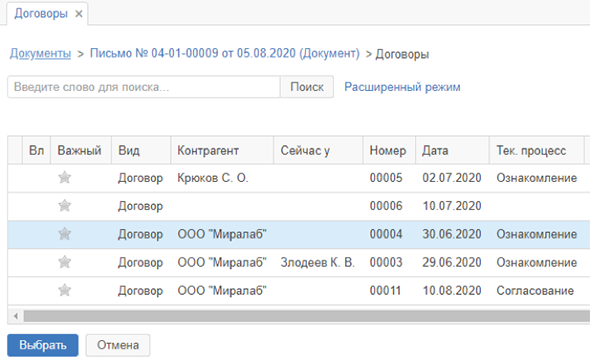 Договоры ×
Документы > Письмо № 04-01-00009 от 05.08.2020 (Документ) > Договоры
Введите слово для поиска... Поиск Расширенный режим
Вл Важный Вид Контрагент Сейчас у Номер Дата Тек. процесс
Договор Крюков С. О. 00005 02.07.2020 Ознакомление
Договор 00006 10.07.2020
Договор ООО "Миралаб" 00004 30.06.2020 Ознакомление
Договор ООО "Миралаб" Злодеев К. В. 00003 29.06.2020 Ознакомление
Договор ООО "Миралаб" 00011 10.08.2020 Согласование
Выбрать Отмена